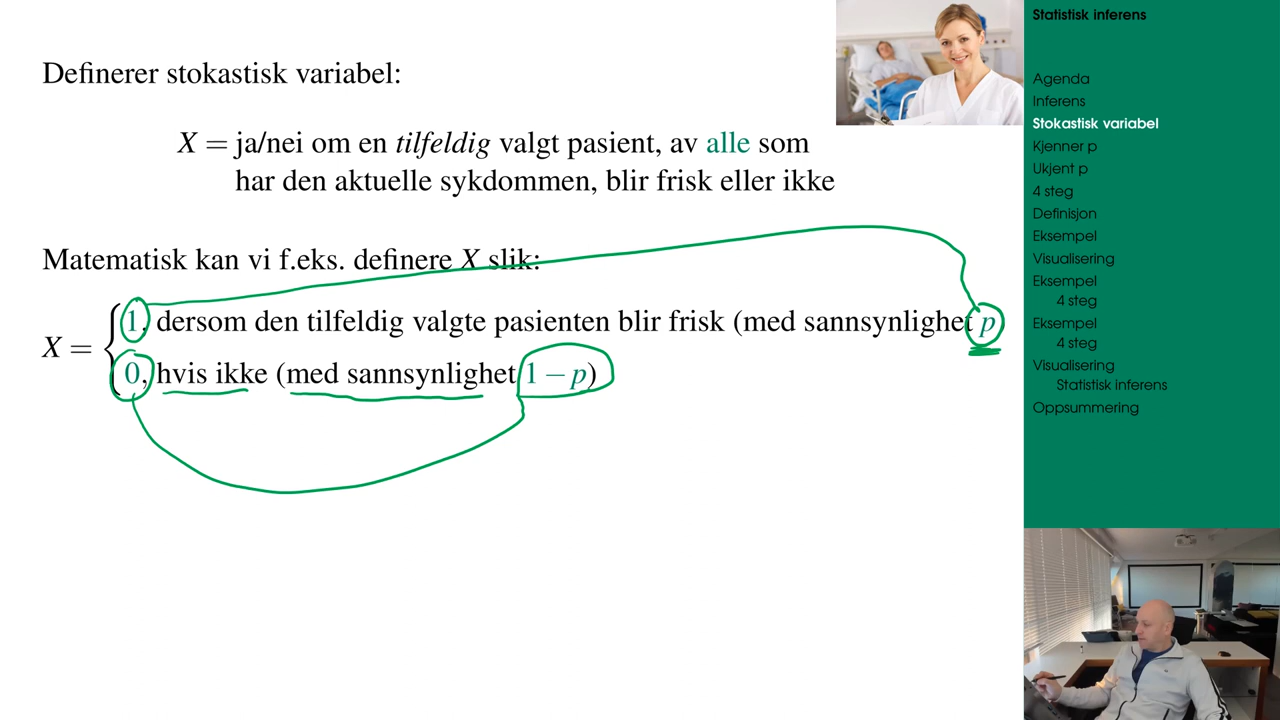 Definerer stokastisk variabel:
X = ja/nei om en tilfeldig valgt pasient, av alle som
har den aktuelle sykdommen, blir frisk eller ikke
Matematisk kan vi f.eks. definere X slik:
X = { 1, dersom den tilfeldig valgte pasienten blir frisk (med sannsynlighet p
0, hvis ikke (med sannsynlighet 1 − p)
Statistisk inferens
Agenda
Inferens
Stokastisk variabel
Kjenner p
Ukjent p
4 steg
Definisjon
Eksempel
Visualisering
Eksempel
4 steg
Eksempel
4 steg
Visualisering
Statistisk inferens
Oppsummering